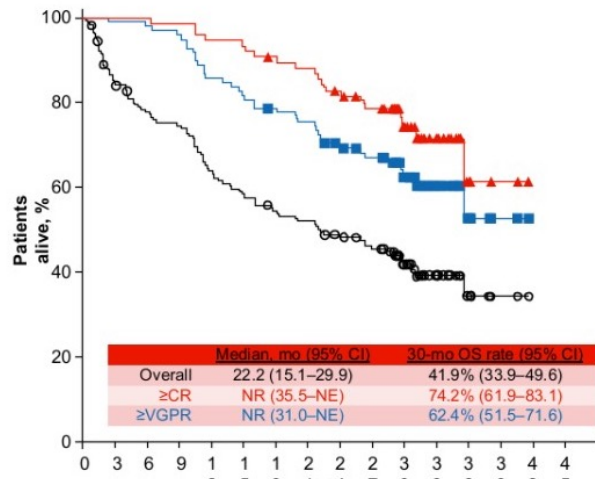 100
80
60
Patients
alive, %
40
20
0
Median, mo (95% CI) 30-mo OS rate (95% CI)
Overall 22.2 (15.1–29.9) 41.9% (33.9–49.6)
≥CR NR (35.5–NE) 74.2% (61.9–83.1)
≥VGPR NR (31.0–NE) 62.4% (51.5–71.6)
0 3 6 9 1 1 1 2 2 2 3 3 3 3 4 4